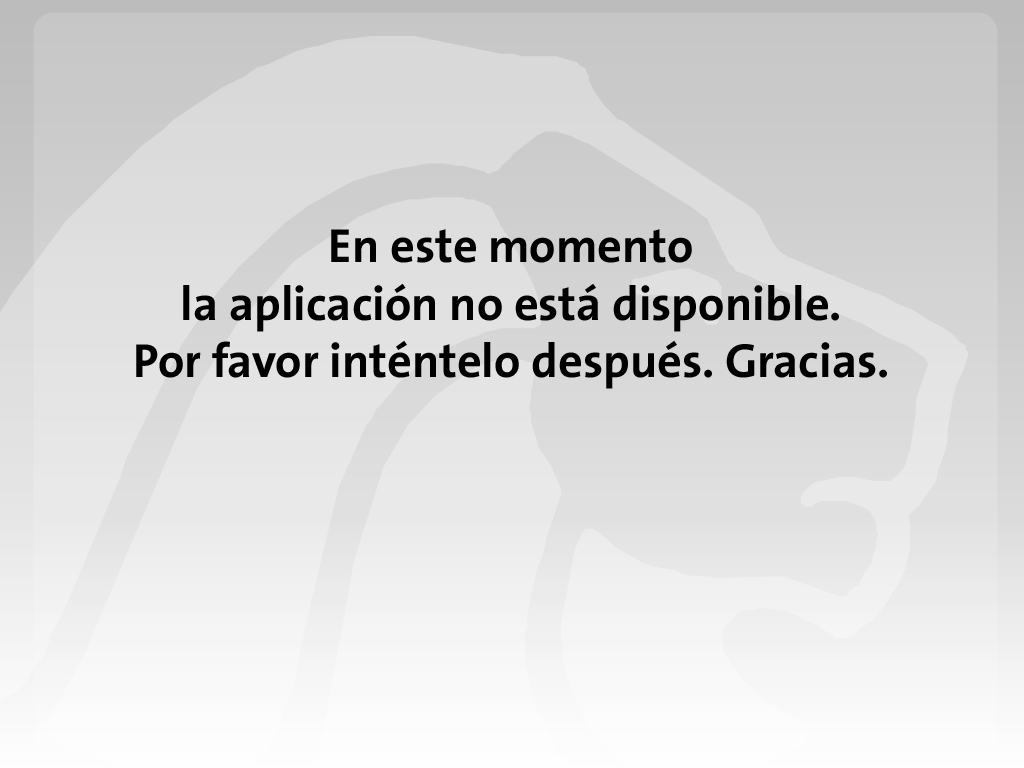 En este momento
la aplicación no está disponible.
Por favor inténtelo después. Gracias.